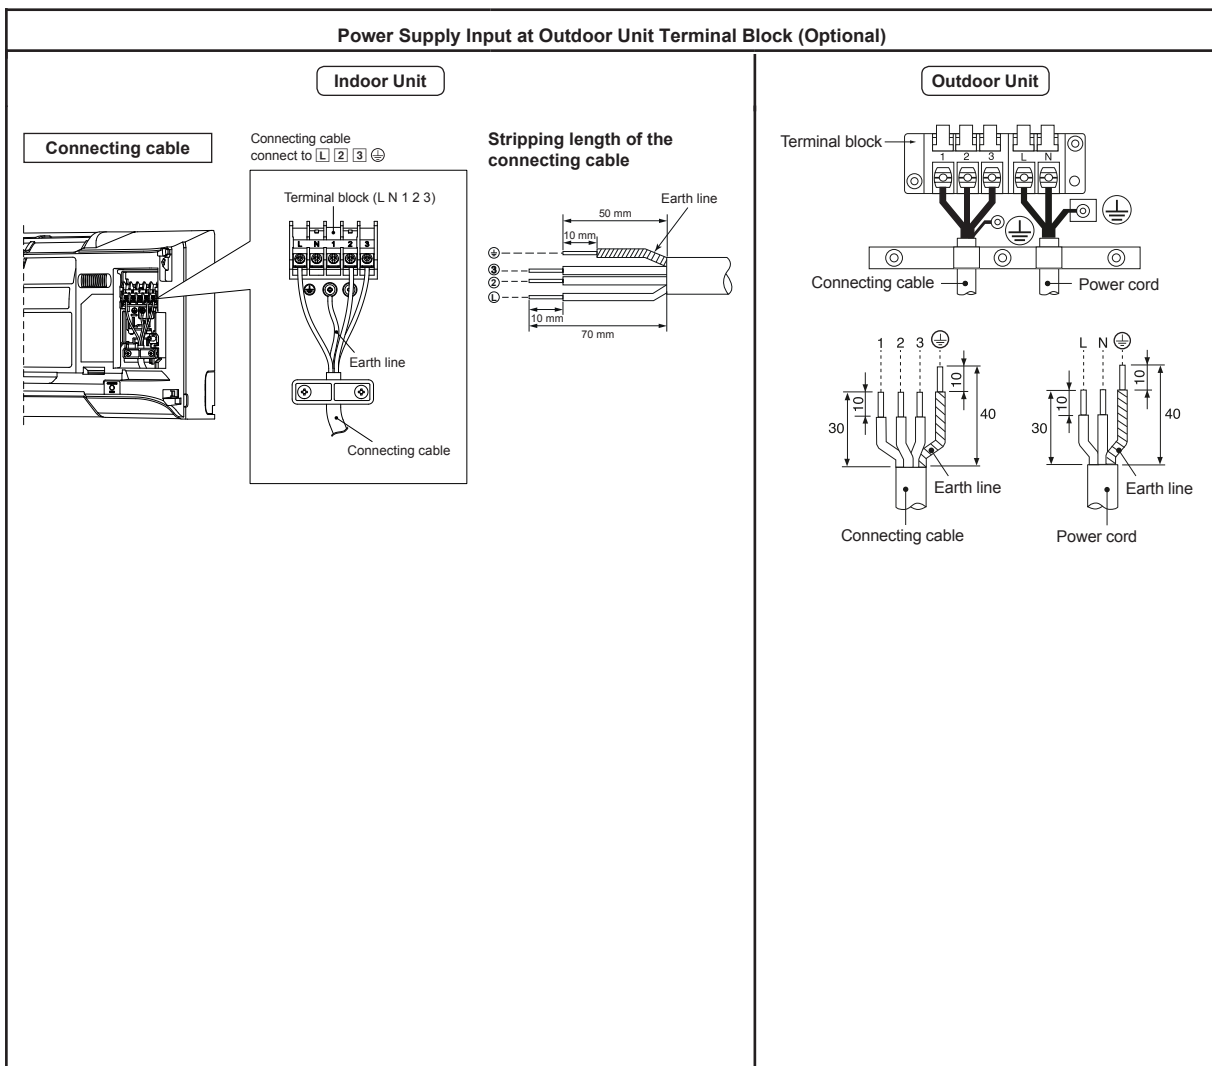 Power Supply Input at Outdoor Unit Terminal Block (Optional)
Indoor Unit
Connecting cable
Connecting cable
connect to L 2 3 ⏚
Terminal block (L N 1 2 3)
L N 1 2 3
⏚
Earth line
Connecting cable
Stripping length of the
connecting cable
Earth line
50 mm
10 mm
⏚
③
②
Ⓛ
10 mm
70 mm
Outdoor Unit
Terminal block
1 2 3 L N
⏚
⏚
Connecting cable
Power cord
1 2 3 ⏚
10
10
30
40
Earth line
Connecting cable
L N ⏚
10
10
30
40
Earth line
Power cord